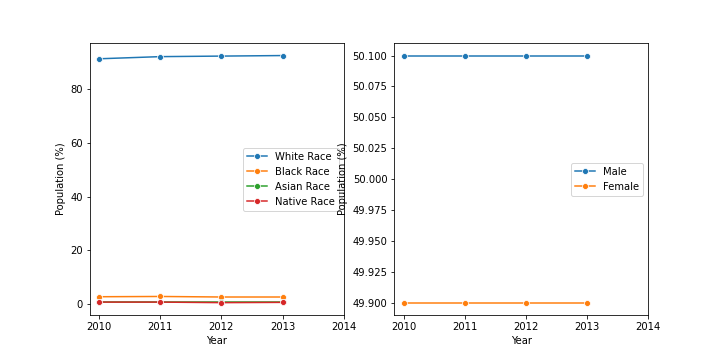 80
60
40
20
0
Population (%)
2010 2011 2012 2013 2014
Year
White Race
Black Race
Asian Race
Native Race
50.100
50.075
50.050
50.025
50.000
49.975
49.950
49.925
49.900
Population (%)
2010 2011 2012 2013 2014
Year
Male
Female